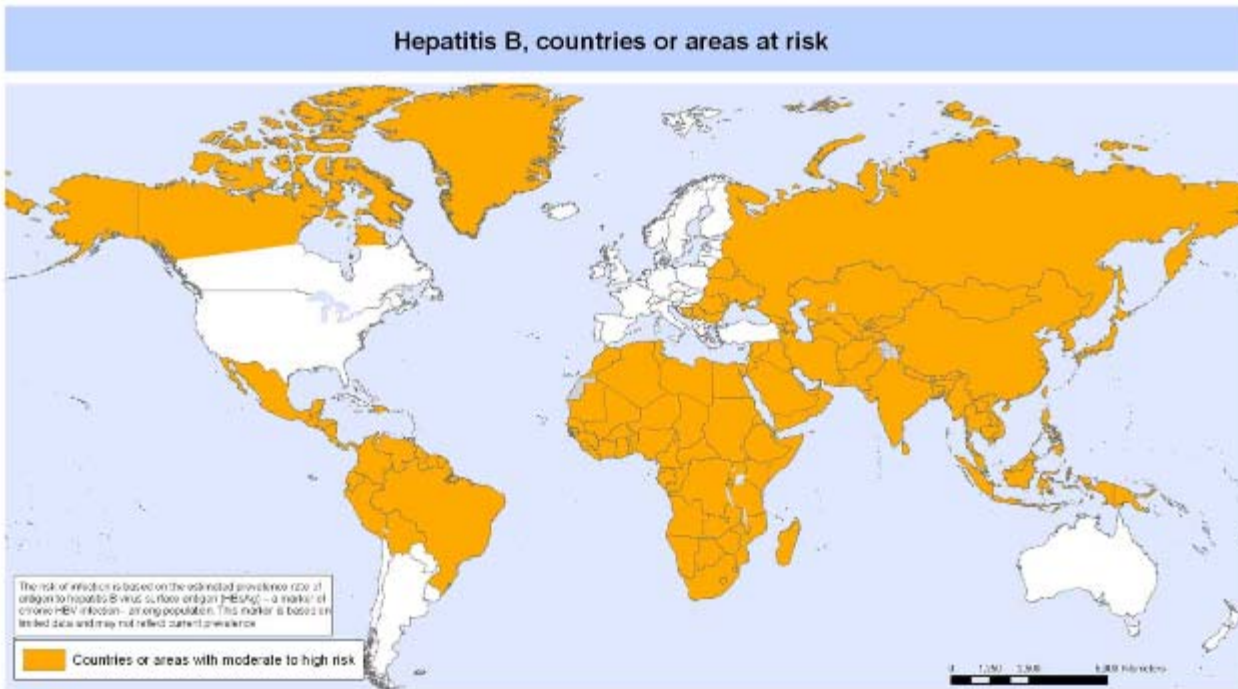 Hepatitis B, countries or areas at risk
The risk of infection is based on the estimated prevalence rate of
antigen to hepatitis B virus surface antigen (HBsAg) – a marker of
chronic HBV infection– among population. This marker is based on
limited data and may not reflect current prevalence
Countries or areas with moderate to high risk
0 Kilometers